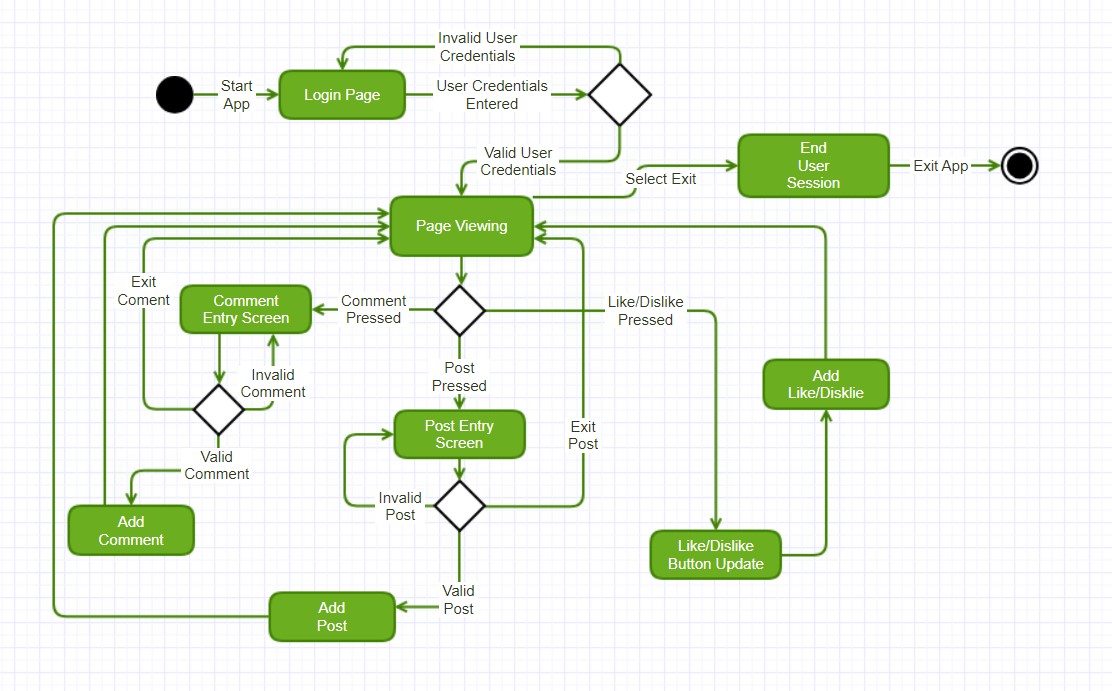 Invalid User
Credentials
Start
App
Login Page
User Credentials
Entered
Valid User
Credentials
Select Exit
End
User
Session
Exit App
Page Viewing
Exit
Coment
Comment
Entry Screen
Comment
Pressed
Like/Dislike
Pressed
Invalid
Comment
Post
Pressed
Add
Like/Disklie
Post Entry
Screen
Exit
Post
Valid
Comment
Invalid
Post
Add
Comment
Like/Dislike
Button Update
Valid
Post
Add
Post